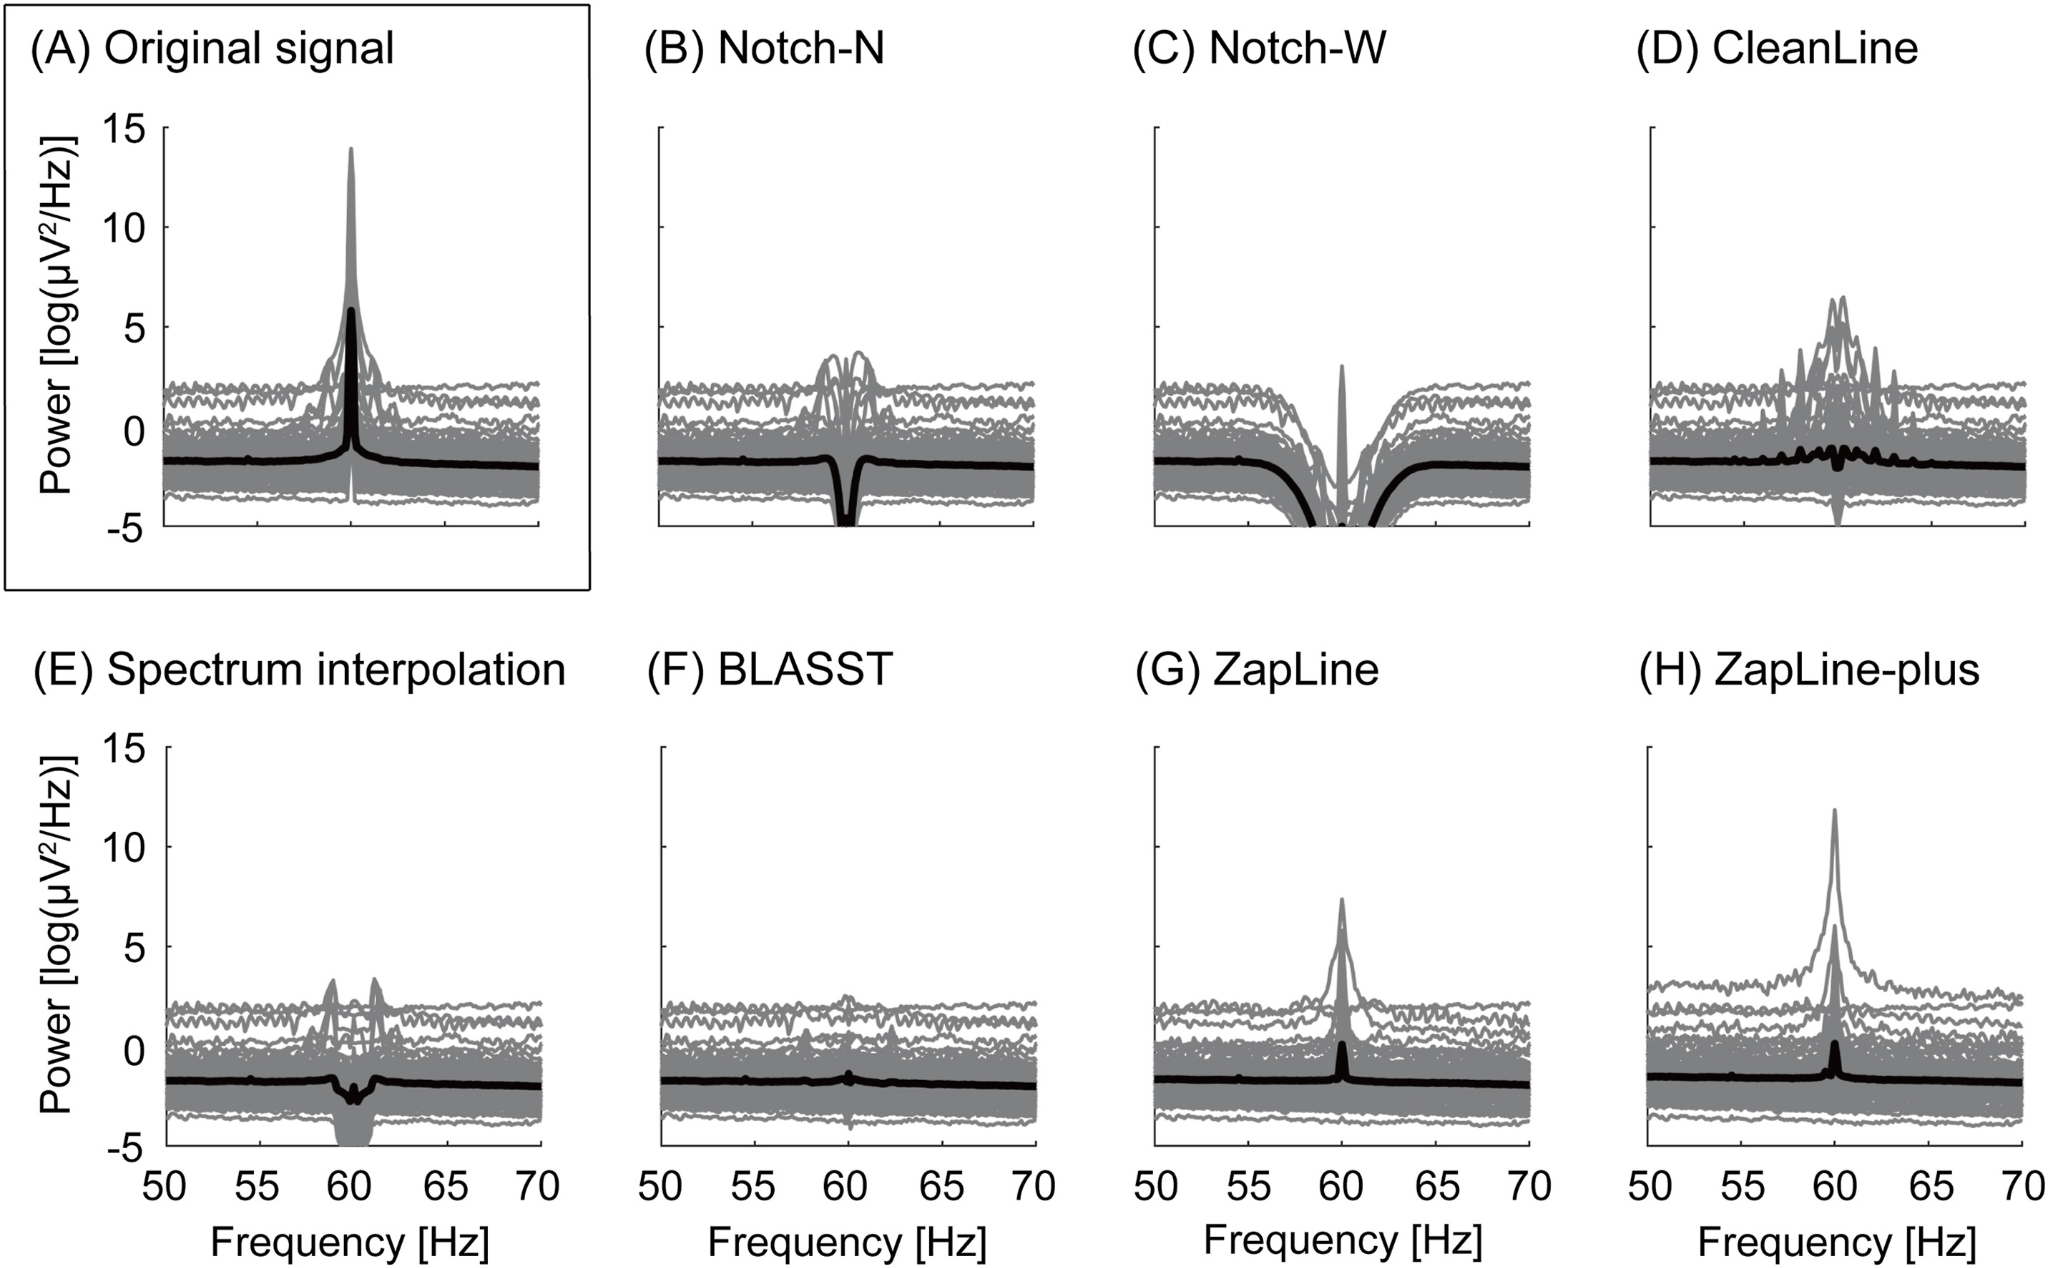 (A) Original signal
(B) Notch-N
(C) Notch-W
(D) CleanLine
Power [log(µV²/Hz)]
15
10
5
0
-5
(E) Spectrum interpolation
(F) BLASST
(G) ZapLine
(H) ZapLine-plus
Power [log(µV²/Hz)]
15
10
5
0
-5
50 55 60 65 70
50 55 60 65 70
50 55 60 65 70
50 55 60 65 70
Frequency [Hz]
Frequency [Hz]
Frequency [Hz]
Frequency [Hz]